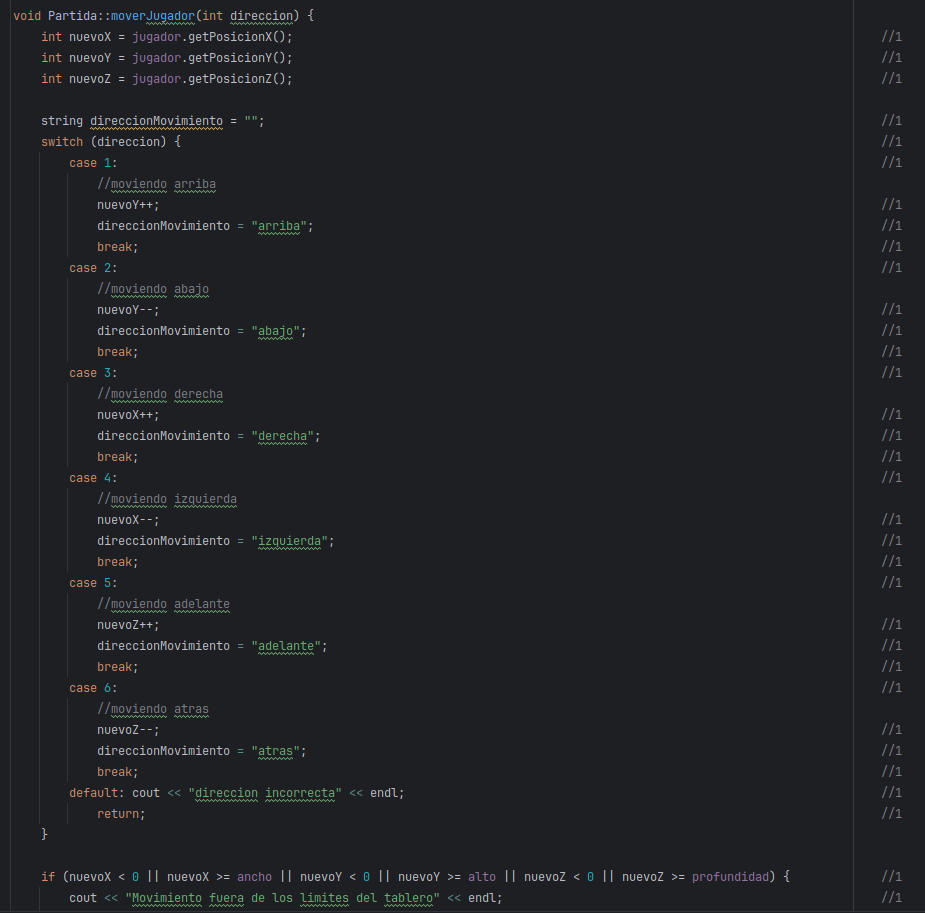 void Partida::moverJugador(int direccion) {
    int nuevoX = jugador.getPosicionX(); //1
    int nuevoY = jugador.getPosicionY(); //1
    int nuevoZ = jugador.getPosicionZ(); //1

    string direccionMovimiento = ""; //1
    switch (direccion) { //1
        case 1: //1
            //moviendo arriba
            nuevoY++; //1
            direccionMovimiento = "arriba"; //1
            break; //1
        case 2: //1
            //moviendo abajo
            nuevoY--; //1
            direccionMovimiento = "abajo"; //1
            break; //1
        case 3: //1
            //moviendo derecha
            nuevoX++; //1
            direccionMovimiento = "derecha"; //1
            break; //1
        case 4: //1
            //moviendo izquierda
            nuevoX--; //1
            direccionMovimiento = "izquierda"; //1
            break; //1
        case 5: //1
            //moviendo adelante
            nuevoZ++; //1
            direccionMovimiento = "adelante"; //1
            break; //1
        case 6: //1
            //moviendo atras
            nuevoZ--; //1
            direccionMovimiento = "atras"; //1
            break; //1
        default: cout << "direccion incorrecta" << endl; //1
            return; //1
    }

    if (nuevoX < 0 || nuevoX >= ancho || nuevoY < 0 || nuevoY >= alto || nuevoZ < 0 || nuevoZ >= profundidad) { //1
        cout << "Movimiento fuera de los limites del tablero" << endl; //1